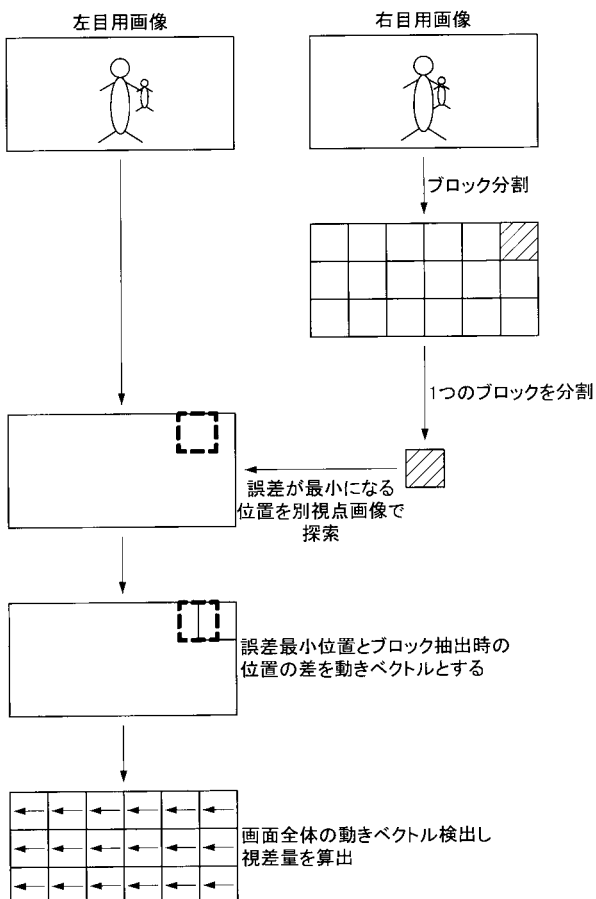 左目用画像
右目用画像
ブロック分割
1つのブロックを分割
誤差が最小になる
位置を別視点画像で
探索
誤差最小位置とブロック抽出時の
位置の差を動きベクトルとする
画面全体の動きベクトル検出し
視差量を算出